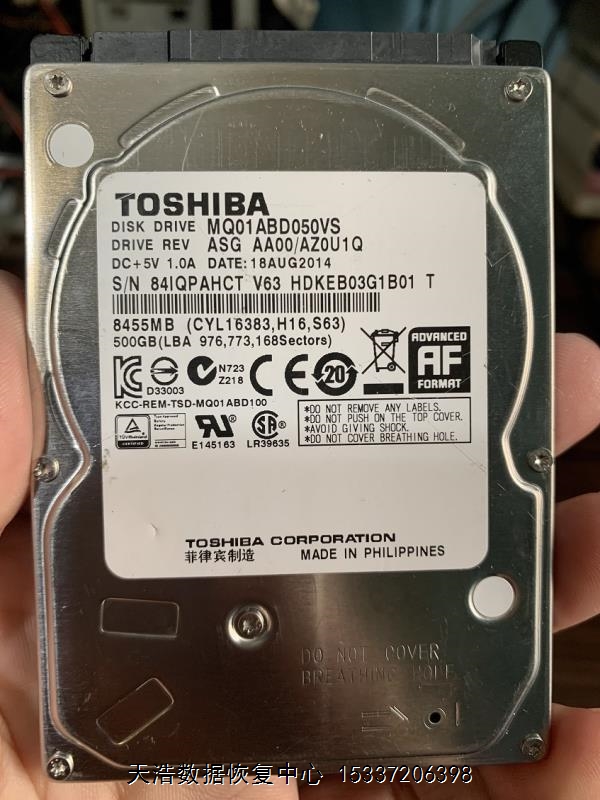 TOSHIBA
DISK DRIVE MQ01ABD050VS
DRIVE REV ASG AA00/AZ0U1Q
DC+5V 1.0A DATE:18AUG2014
S/N 84IQPAHCT V63 HDKEB03G1B01 T
8455MB (CYL16383,H16,S63)
500GB(LBA 976,773,168Sectors)
D33003
N723
Z218
CE
20
ADVANCED
AF
FORMAT
KCC-REM-TSD-MQ01ABD100
E145163
LR39635
*DO NOT REMOVE ANY LABELS.
*DO NOT PUSH ON THE TOP COVER.
*AVOID GIVING SHOCK.
*DO NOT COVER BREATHING HOLE.
TOSHIBA CORPORATION
菲律宾制造 MADE IN PHILIPPINES
DO NOT COVER
BREATHING HOLE
天浩数据恢复中心 15337206398